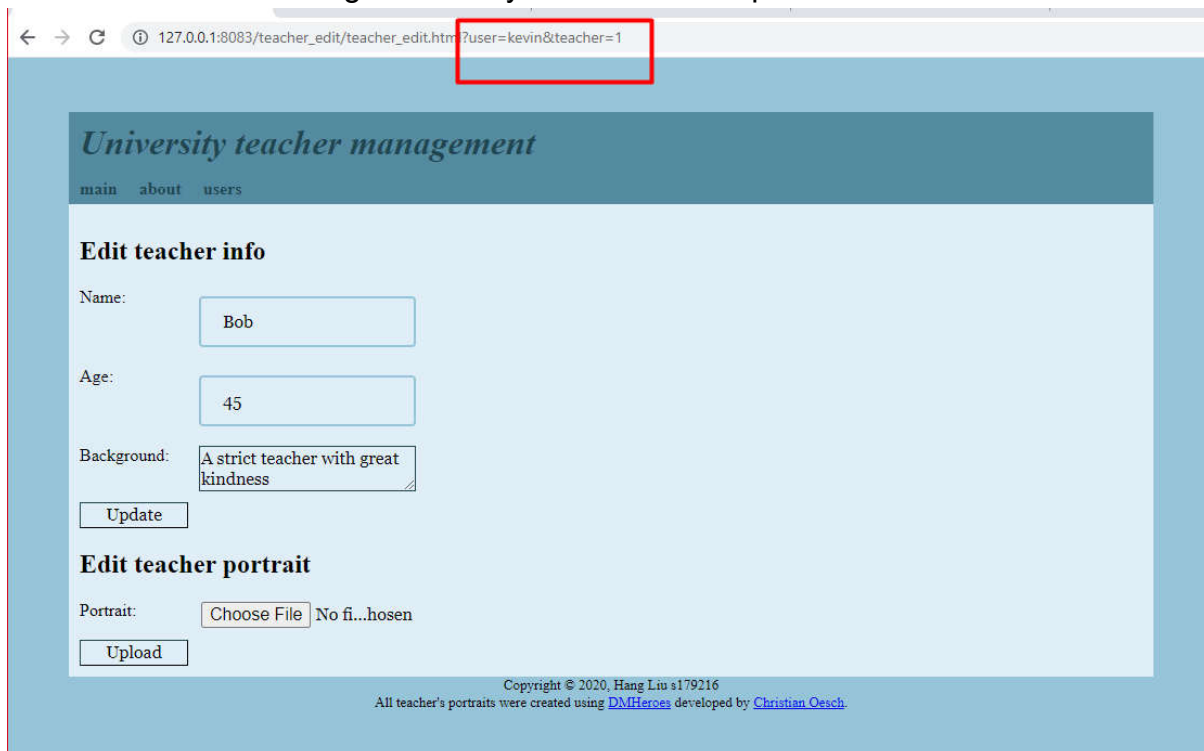 127.0.0.1:8083/teacher_edit/teacher_edit.html?user=kevin&teacher=1
University teacher management
main about users
Edit teacher info
Name:
Bob
Age:
45
Background:
A strict teacher with great
kindness
Update
Edit teacher portrait
Portrait:
Choose File No fi...hosen
Upload
Copyright © 2020, Hang Liu s179216
All teacher's portraits were created using DMHeroes developed by Christian Oesch.